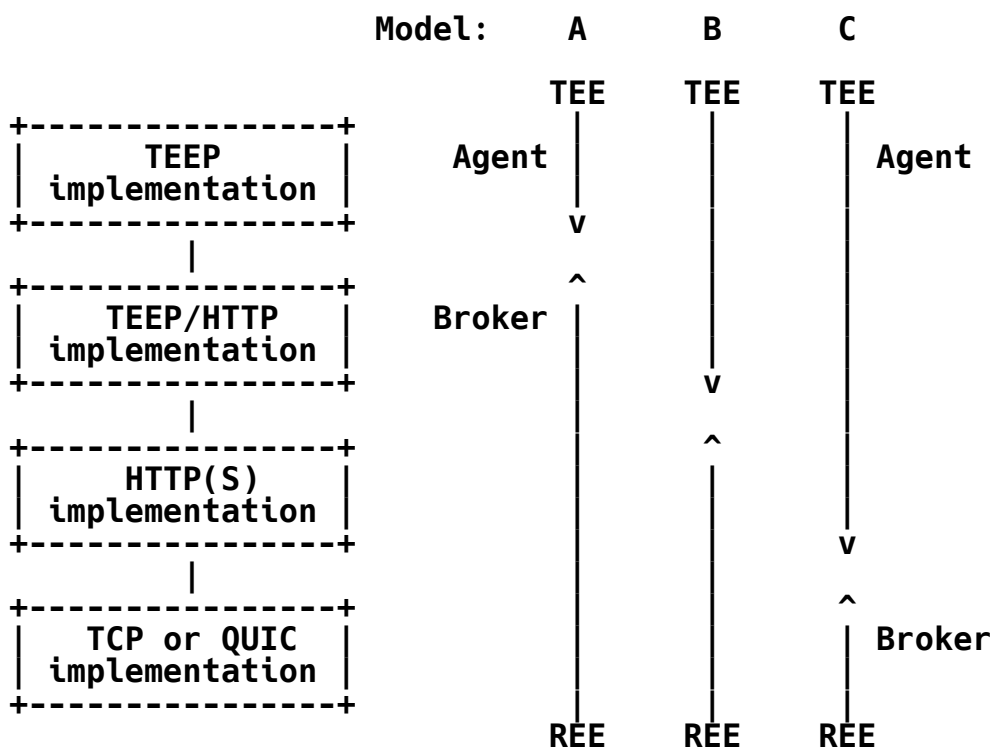 Model:    A      B      C
TEE    TEE    TEE
+----------------+
|      TEEP      |     Agent |      |      | Agent
| implementation |           |      |      |
+----------------+           v      |      |
         |
+----------------+           ^      |      |
|    TEEP/HTTP   |    Broker |      |      |
| implementation |           |      |      |
+----------------+           |      v      |
         |
+----------------+           |      ^      |
|     HTTP(S)    |           |      |      |
| implementation |           |      |      |
+----------------+           |      |      v
         |
+----------------+           |      |      ^
|   TCP or QUIC  |           |      |      | Broker
| implementation |           |      |      |
+----------------+           |      |      |
REE    REE    REE